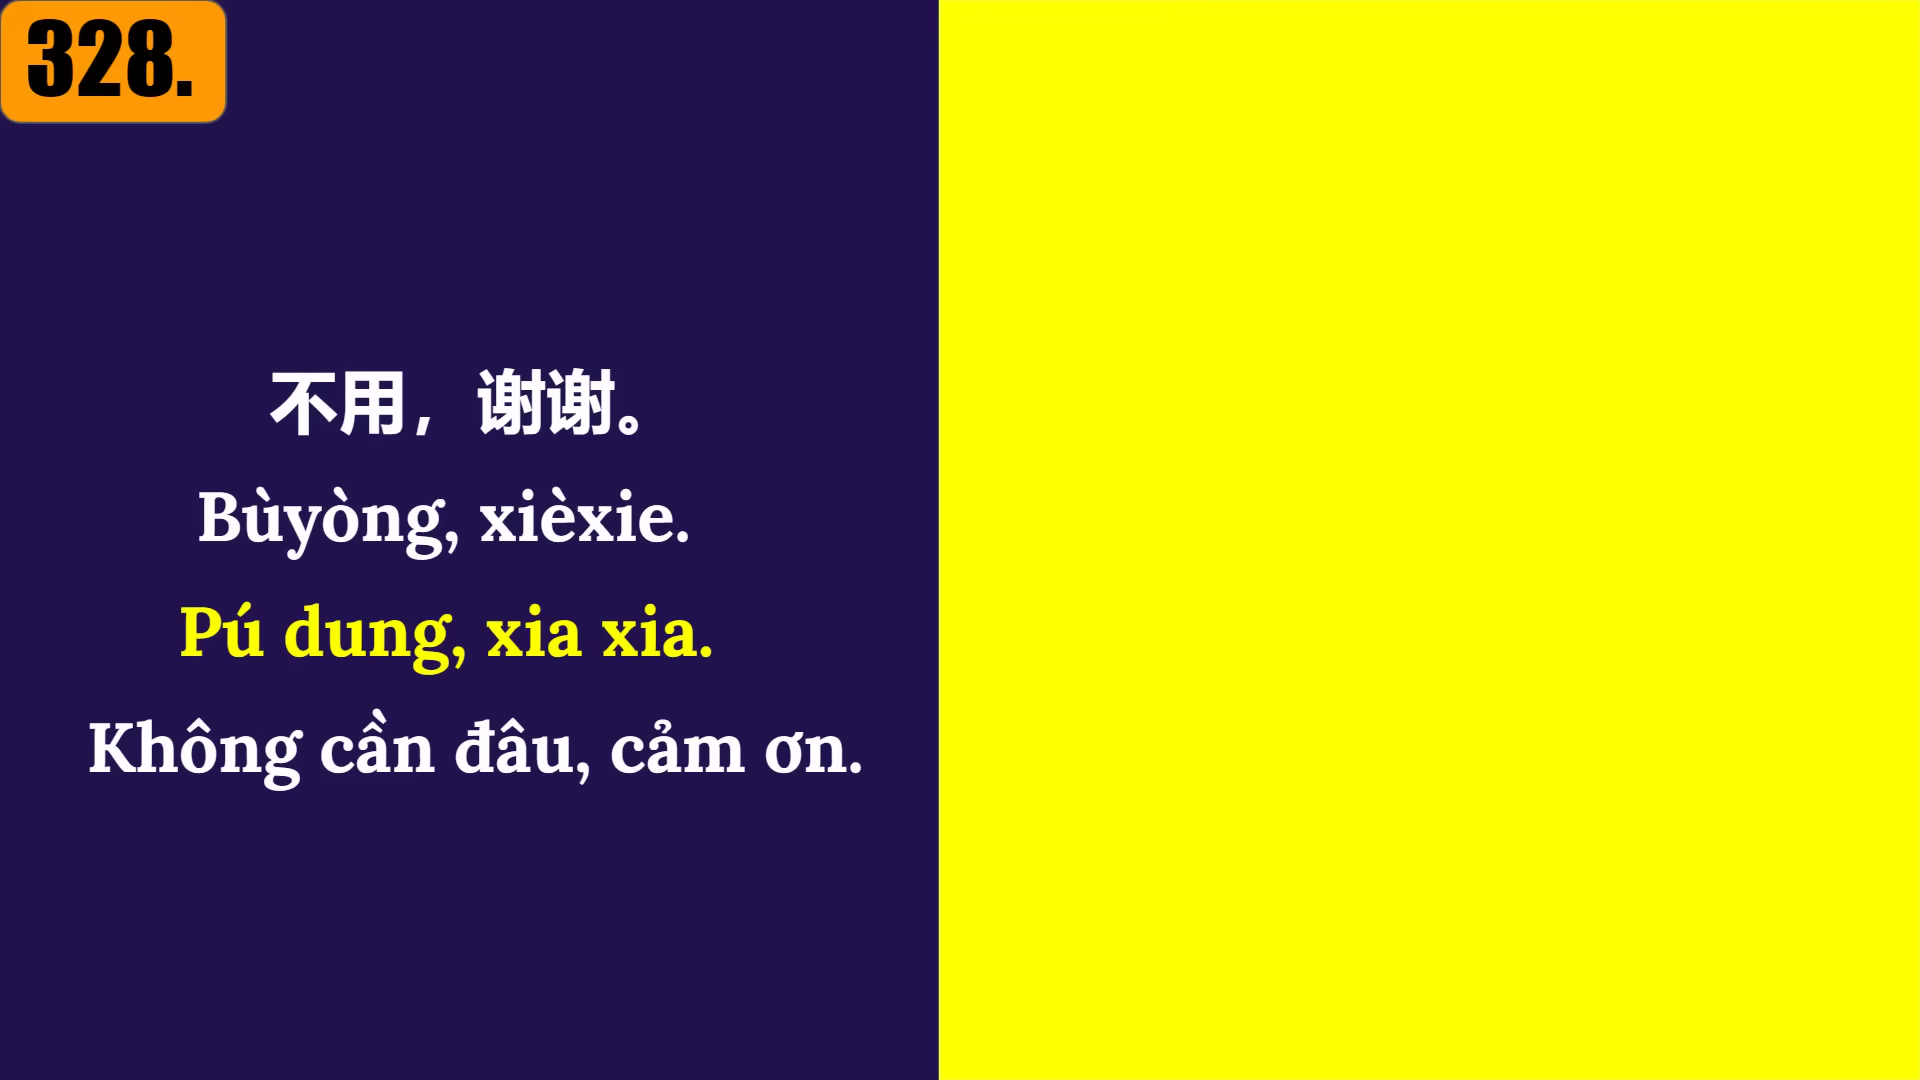 328.
不用，谢谢。
Bùyòng, xièxie.
Pú dung, xia xia.
Không cần đâu, cảm ơn.